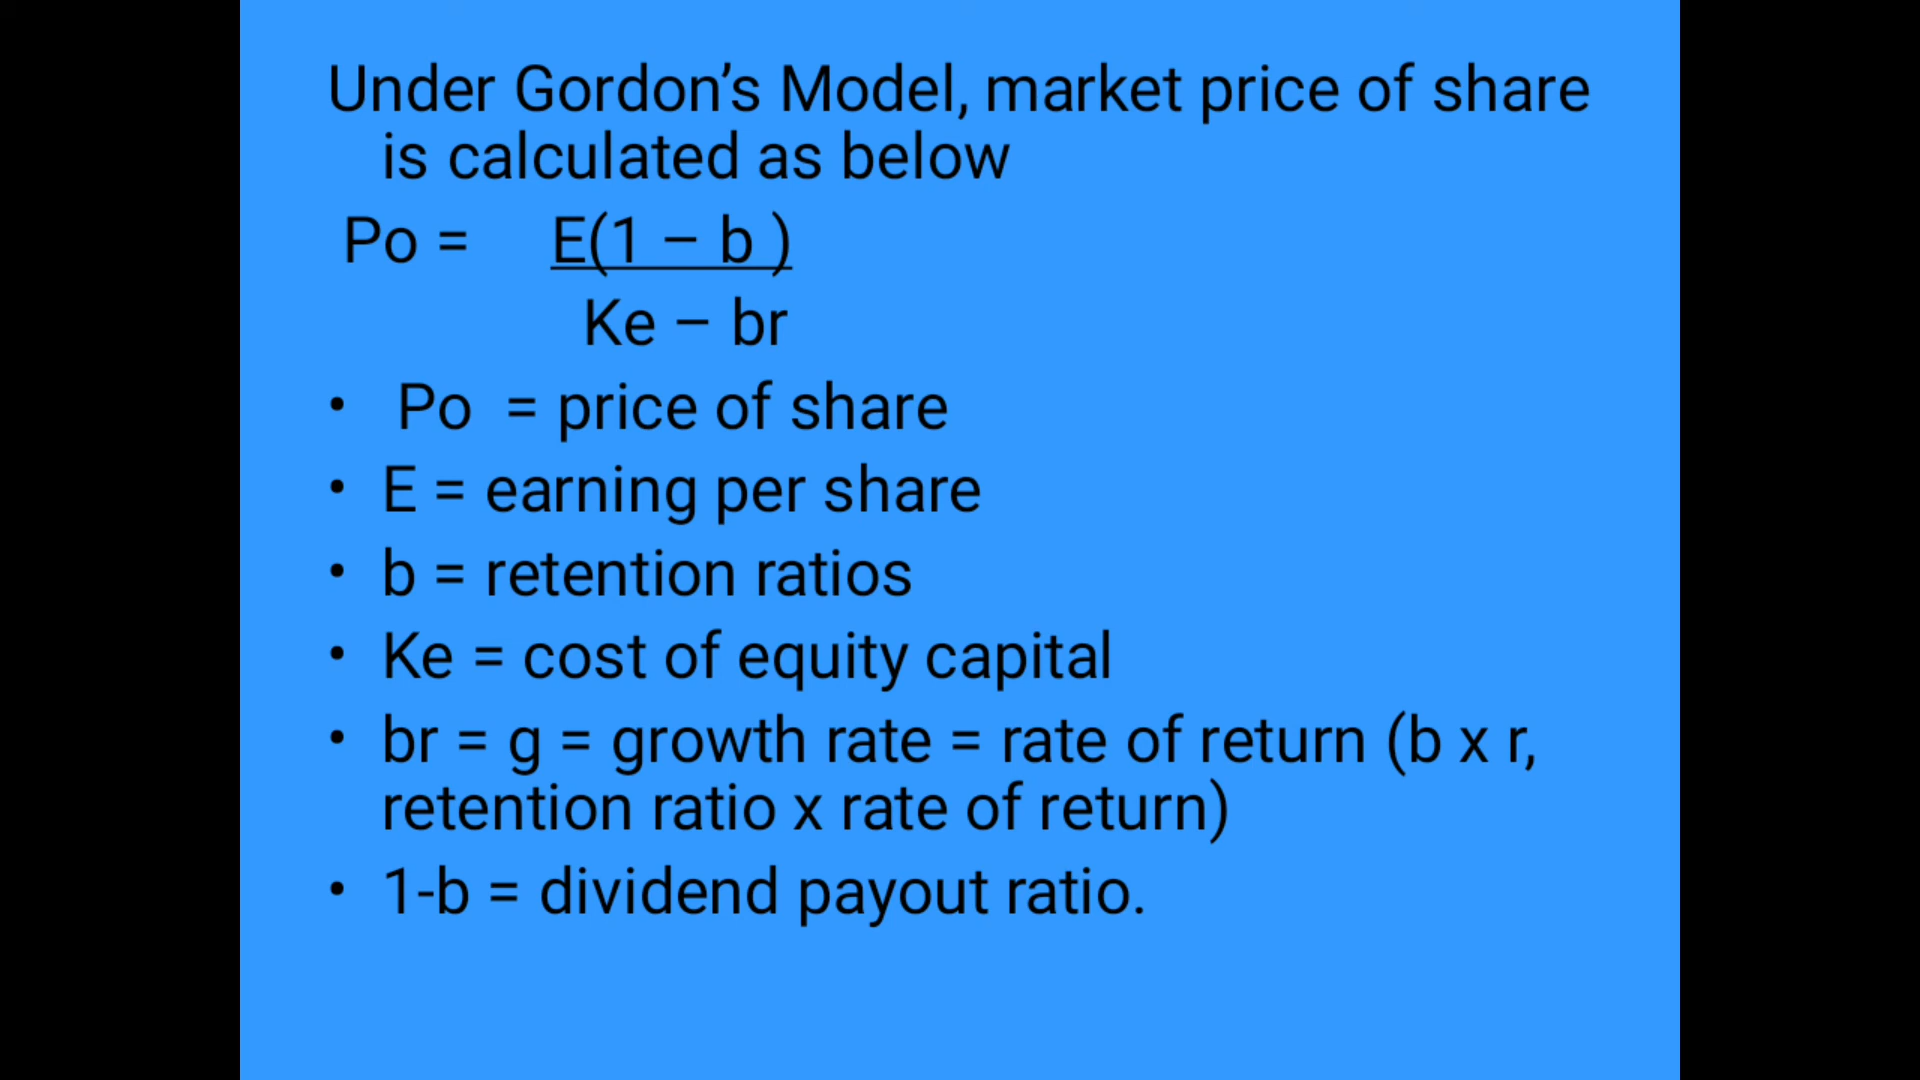 Under Gordon’s Model, market price of share
is calculated as below
Po = E(1 – b )
Ke – br
• Po = price of share
• E = earning per share
• b = retention ratios
• Ke = cost of equity capital
• br = g = growth rate = rate of return (b x r,
retention ratio x rate of return)
• 1-b = dividend payout ratio.